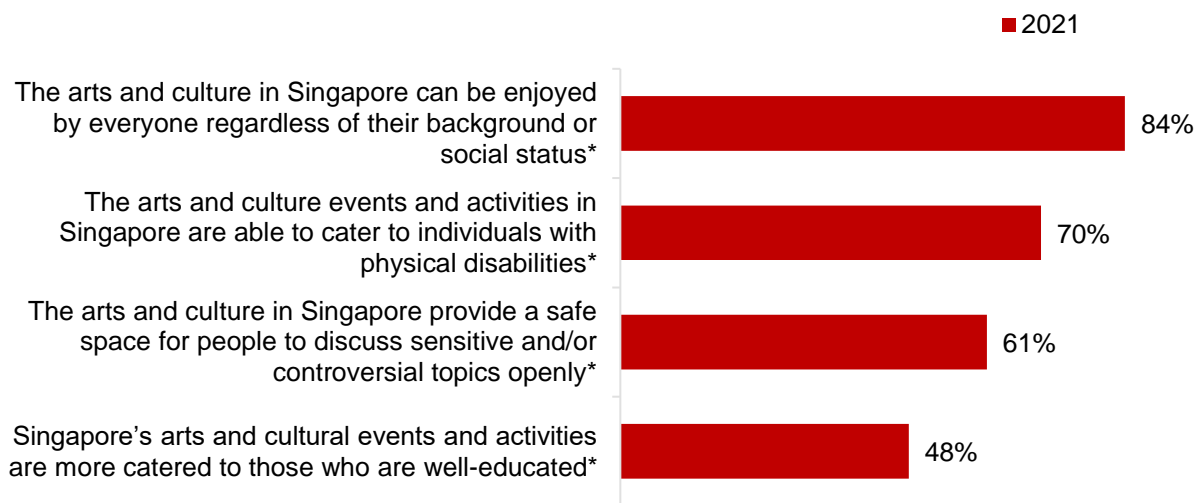 2021
The arts and culture in Singapore can be enjoyed
by everyone regardless of their background or
social status*
84%
The arts and culture events and activities in
Singapore are able to cater to individuals with
physical disabilities*
70%
The arts and culture in Singapore provide a safe
space for people to discuss sensitive and/or
controversial topics openly*
61%
Singapore’s arts and cultural events and activities
are more catered to those who are well-educated*
48%